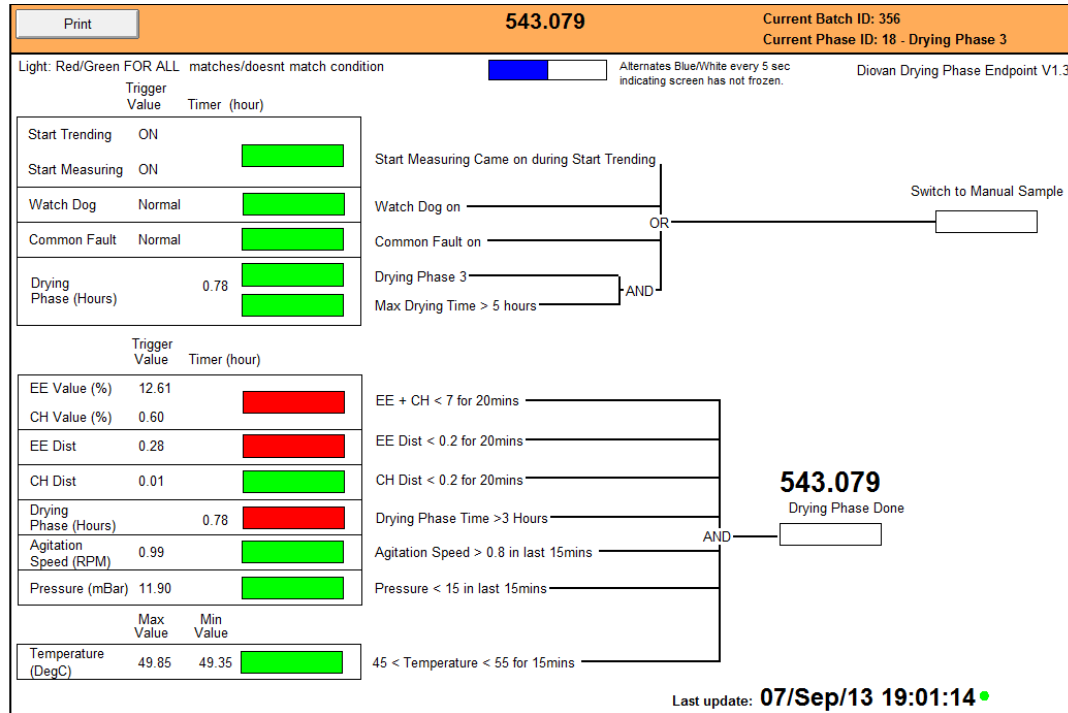 Print
543.079
Current Batch ID: 356
Current Phase ID: 18 - Drying Phase 3
Light: Red/Green FOR ALL matches/doesnt match condition
Alternates Blue/White every 5 sec
indicating screen has not frozen.
Diovan Drying Phase Endpoint V1.3
Trigger
Value Timer (hour)
Start Trending ON
Start Measuring ON
Start Measuring Came on during Start Trending
Watch Dog Normal
Watch Dog on
Common Fault Normal
Common Fault on
Drying
Phase (Hours) 0.78
Drying Phase 3
Max Drying Time > 5 hours
AND
OR
Switch to Manual Sample
Trigger
Value Timer (hour)
EE Value (%) 12.61
CH Value (%) 0.60
EE + CH < 7 for 20mins
EE Dist 0.28
EE Dist < 0.2 for 20mins
CH Dist 0.01
CH Dist < 0.2 for 20mins
Drying
Phase (Hours) 0.78
Drying Phase Time >3 Hours
Agitation
Speed (RPM) 0.99
Agitation Speed > 0.8 in last 15mins
Pressure (mBar) 11.90
Pressure < 15 in last 15mins
Max
Value
Min
Value
Temperature
(DegC) 49.85 49.35
45 < Temperature < 55 for 15mins
AND
543.079
Drying Phase Done
Last update: 07/Sep/13 19:01:14